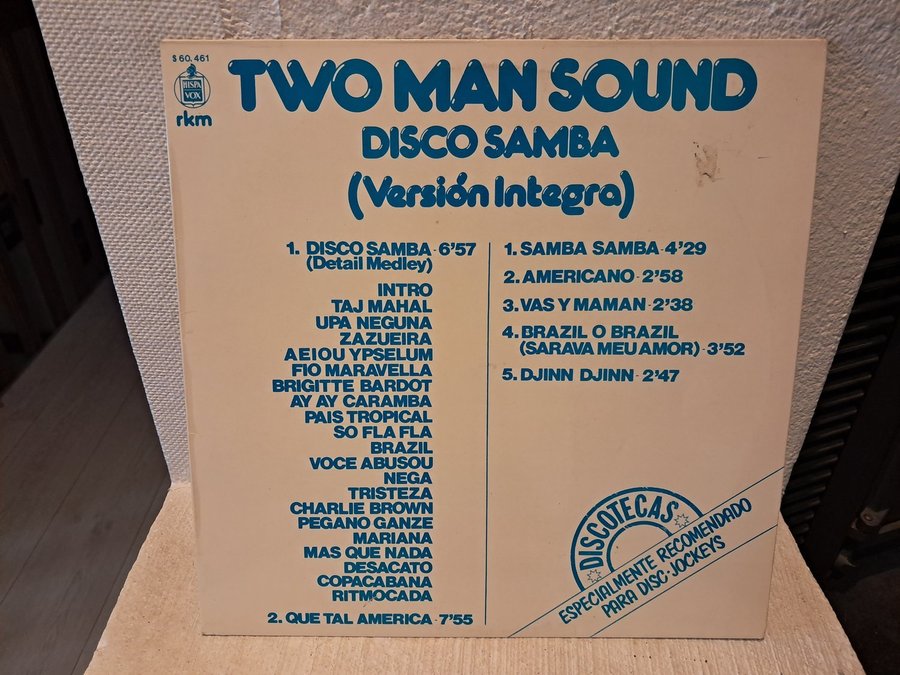 S 60.461
HISPA
VOX
rkm
TWO MAN SOUND
DISCO SAMBA
(Versión Integra)
1. DISCO SAMBA - 6'57
(Detail Medley)
INTRO
TAJ MAHAL
UPA NEGUNA
ZAZUEIRA
AEIOU YPSELUM
FIO MARAVELLA
BRIGITTE BARDOT
AY AY CARAMBA
PAIS TROPICAL
SO FLA FLA
BRAZIL
VOCE ABUSOU
NEGA
TRISTEZA
CHARLIE BROWN
PEGANO GANZE
MARIANA
MAS QUE NADA
DESACATO
COPACABANA
RITMOCADA
2. QUE TAL AMERICA - 7'55
1. SAMBA SAMBA - 4'29
2. AMERICANO - 2'58
3. VAS Y MAMAN - 2'38
4. BRAZIL O BRAZIL
(SARAVA MEU AMOR) - 3'52
5. DJINN DJINN - 2'47
DISCOTECAS
ESPECIALMENTE RECOMENDADO
PARA DISC-JOCKEYS